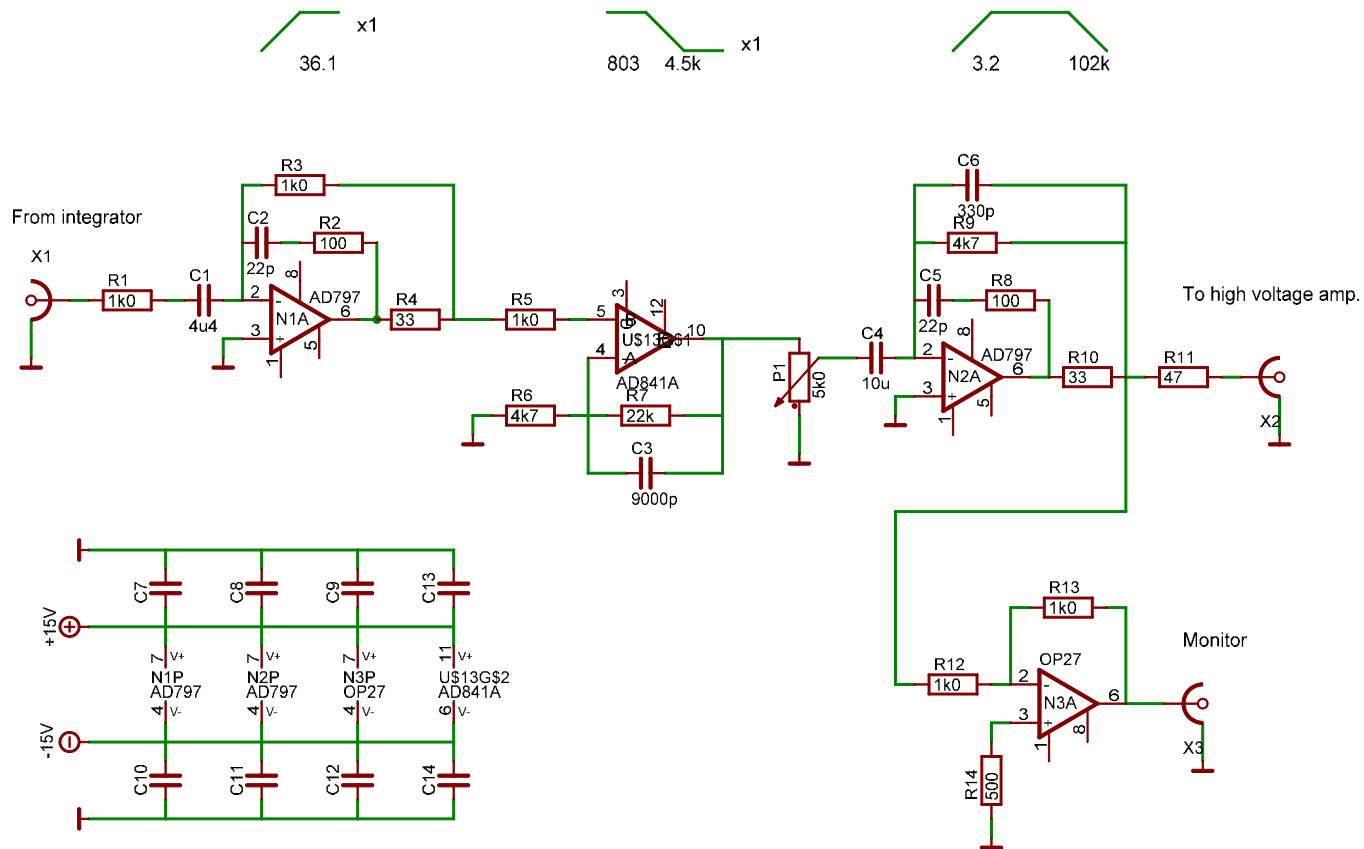 x1
36.1
803 4.5k
x1
3.2 102k
From integrator
X1
R1
1k0
C1
4u4
R3
1k0
C2
22p
R2
100
8
2
-
AD797
N1A
3
+
6
1
5
R4
33
R5
1k0
3
12
5
10
U$13G$1
4
-A
AD841A
R6
4k7
R7
22k
C3
9000p
P1
5k0
C4
10u
C6
330p
R9
4k7
C5
22p
R8
100
8
2
-
AD797
N2A
3
+
6
1
5
R10
33
R11
47
To high voltage amp.
X2
+15V
-15V
C7
C8
C9
C13
7 V+
N1P
AD797
4 V-
7 V+
N2P
AD797
4 V-
7 V+
N3P
OP27
4 V-
11 V+
U$13G$2
AD841A
6 V-
C10
C11
C12
C14
R12
1k0
R13
1k0
OP27
2
-
N3A
3
+
6
1
8
R14
500
Monitor
X3